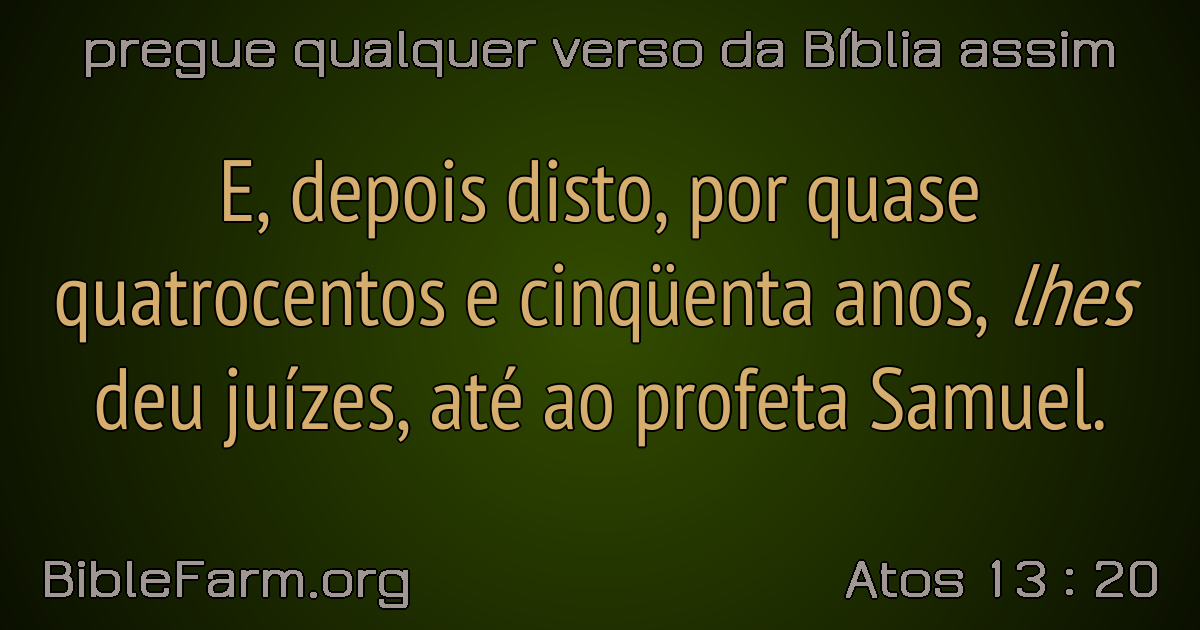 pregue qualquer verso da Bíblia assim
E, depois disto, por quase
quatrocentos e cinqüenta anos, lhes
deu juízes, até ao profeta Samuel.
BibleFarm.org
Atos 13 : 20